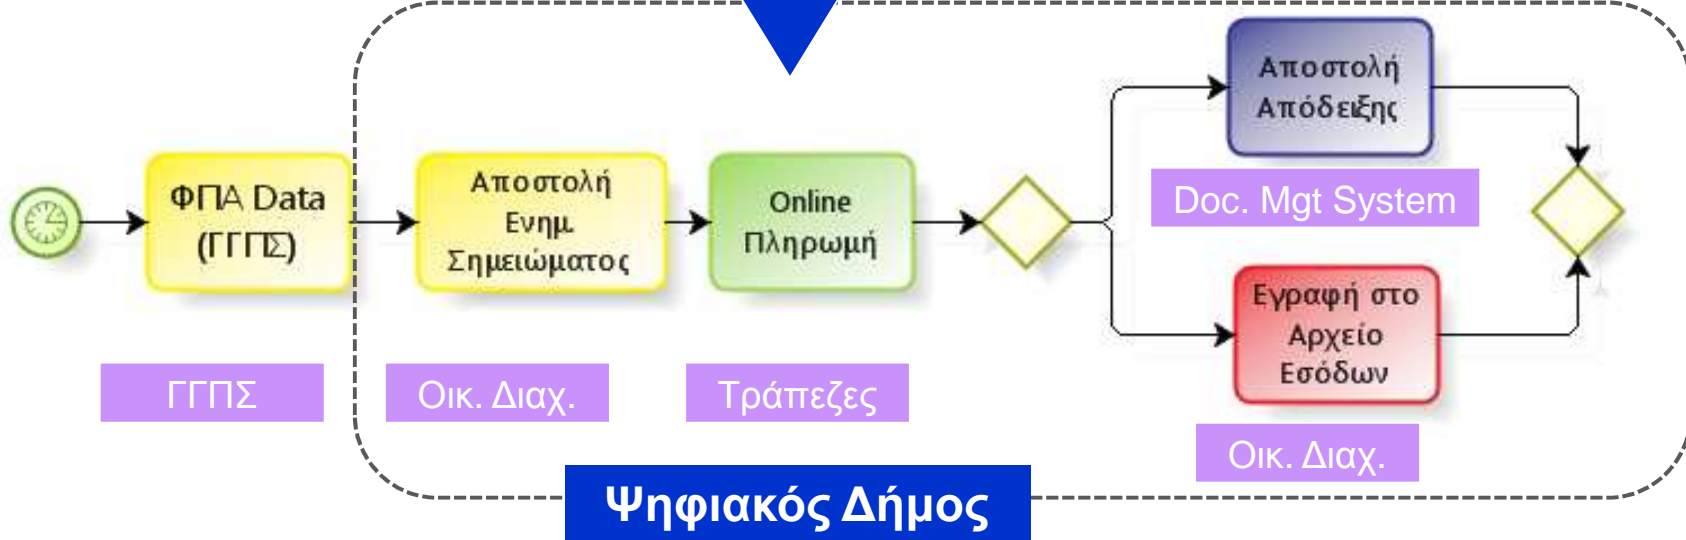 ΦΠΑ Data
(ΓΓΠΣ)
Αποστολή
Ενημ.
Σημειώματος
Online
Πληρωμή
Αποστολή
Απόδειξης
Doc. Mgt System
Εγραφή στο
Αρχείο
Εσόδων
ΓΓΠΣ
Οικ. Διαχ.
Τράπεζες
Οικ. Διαχ.
Ψηφιακός Δήμος